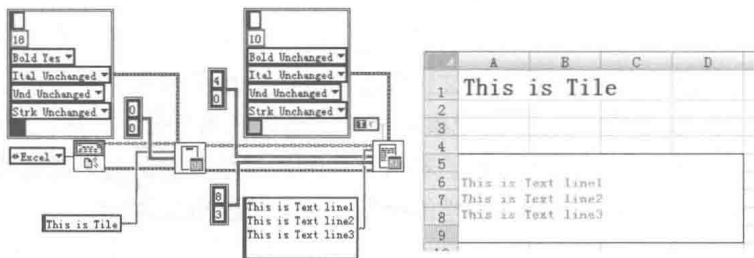 18
Bold Yes
Ital Unchanged
Und Unchanged
Strk Unchanged
0
0
Excel
This is Tile
10
Bold Unchanged
Ital Unchanged
Und Unchanged
Strk Unchanged
4
0
8
3
This is Text line1
This is Text line2
This is Text line3
A B C D
1 This is Tile
2
3
4
5
6 This is Text line1
7 This is Text line2
8 This is Text line3
9